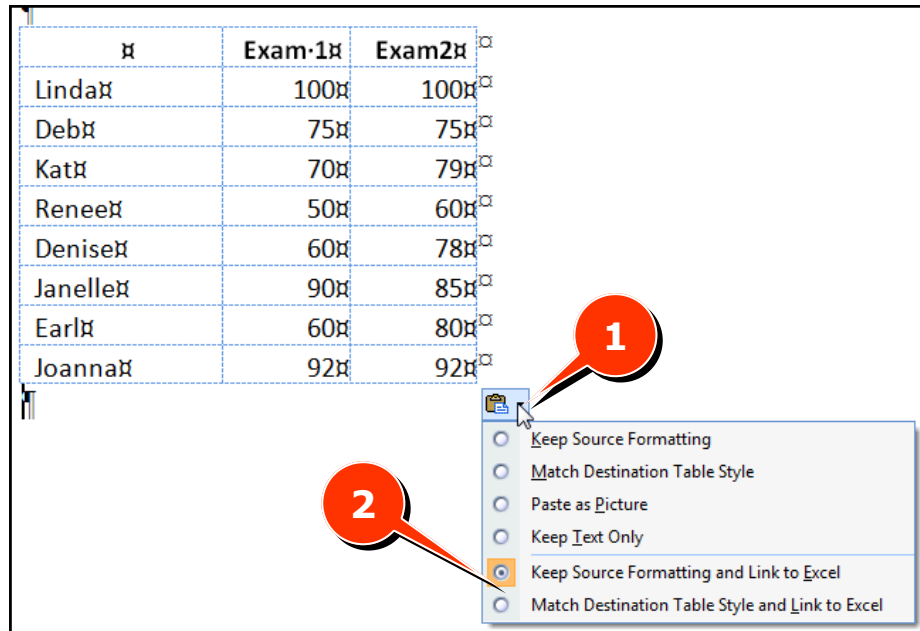 ¶
¤ Exam·1¤ Exam2¤ ¤
Linda¤ 100¤ 100¤ ¤
Deb¤ 75¤ 75¤ ¤
Kat¤ 70¤ 79¤ ¤
Renee¤ 50¤ 60¤ ¤
Denise¤ 60¤ 78¤ ¤
Janelle¤ 90¤ 85¤ ¤
Earl¤ 60¤ 80¤ ¤
Joanna¤ 92¤ 92¤ ¤
¶
1
Keep Source Formatting
Match Destination Table Style
Paste as Picture
Keep Text Only
2
Keep Source Formatting and Link to Excel
Match Destination Table Style and Link to Excel